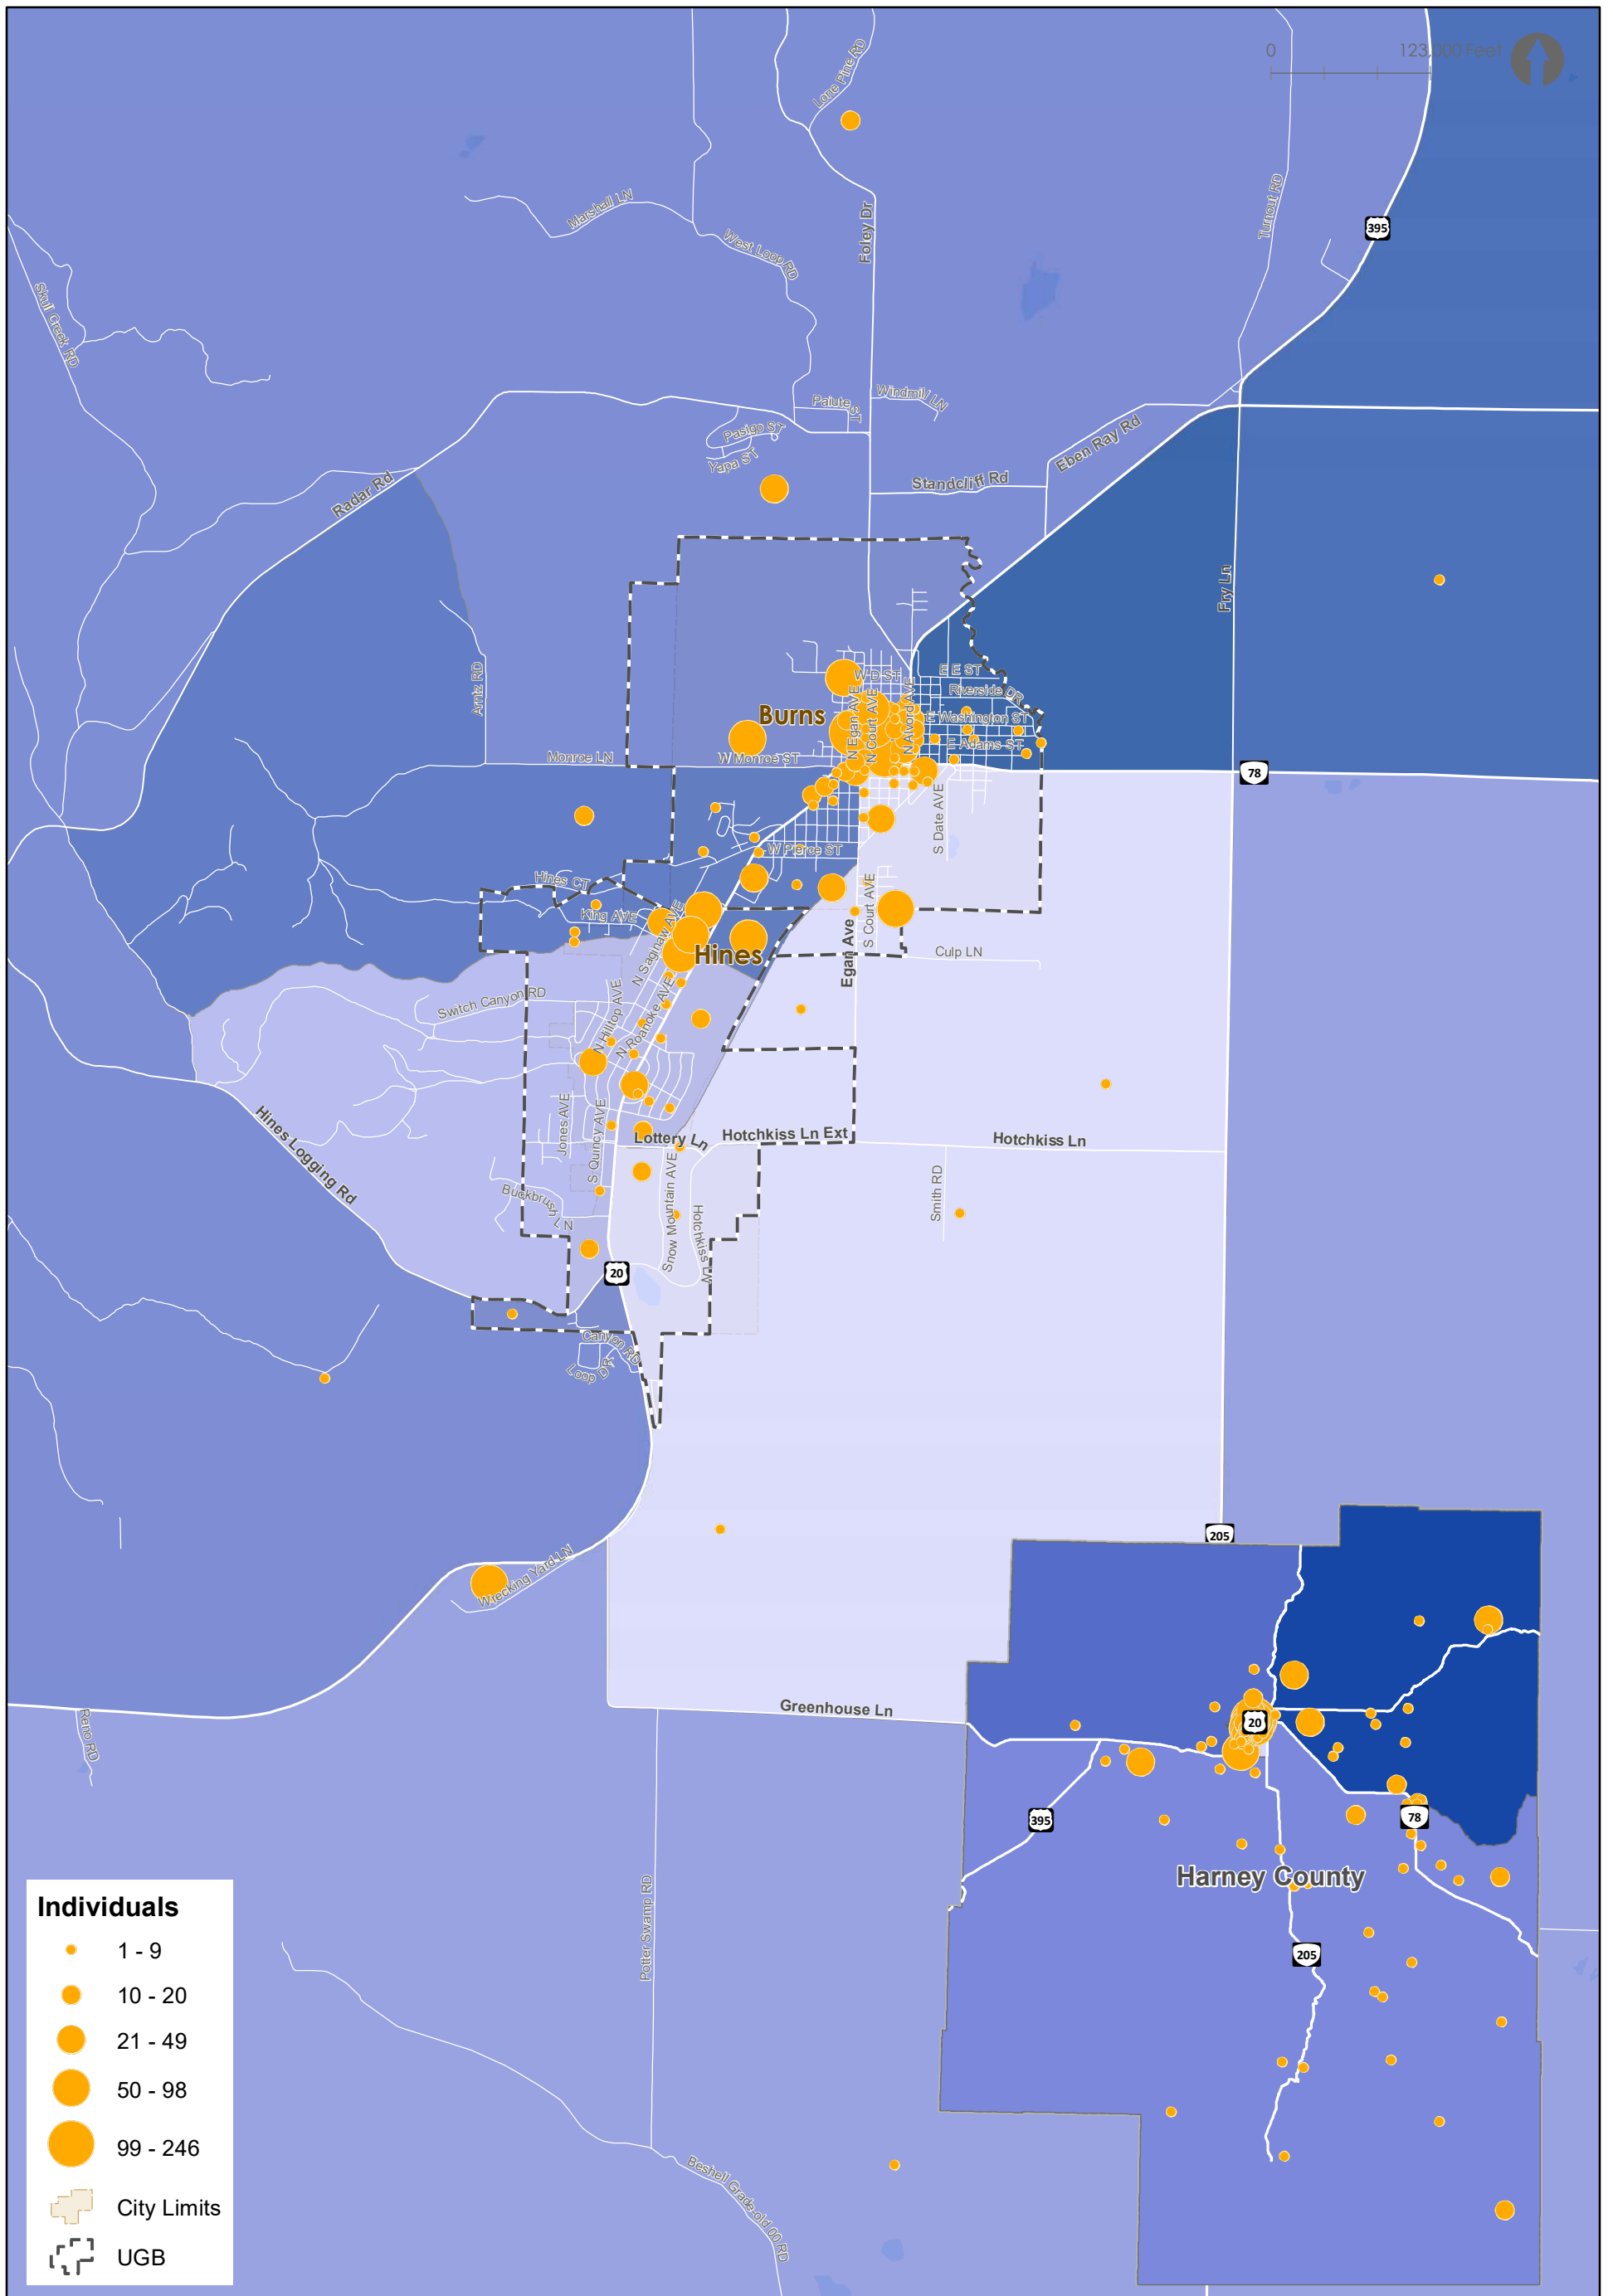 0 123,000 Feet
Lone Pine RD
Marshall LN
West Loop RD
Foley Dr
Turnout RD
395
Skull Creek RD
Paiute
ST
Windmill LN
Pasigo ST
Yapa ST
Eben Ray Rd
Standcliff Rd
Radar Rd
Fry Ln
Arntz RD
W D ST
E E ST
Riverside DR
Burns
N Egan AVE
N Court AVE
N Alvord AVE
E Washington ST
E Adams ST
Monroe LN
W Monroe ST
78
S Date AVE
W Pierce ST
Hines CT
King AVE
N Saginaw AVE
Hines
S Court AVE
Egan Ave
Culp LN
Switch Canyon RD
N Hilltop AVE
N Roanoke AVE
Jones AVE
S Quincy AVE
Hines Logging Rd
Lottery Ln
Hotchkiss Ln Ext
Hotchkiss Ln
Smith RD
Buckbrush LN
Snow Mountain AVE
Hotchkiss LN
20
Canyon RD
Loop DR
205
Wrecking Yard LN
Greenhouse Ln
Reno RD
20
395
78
Harney County
205
Potter Swamp RD
Beshell Grade-old 00 RD
Individuals
1 - 9
10 - 20
21 - 49
50 - 98
99 - 246
City Limits
UGB